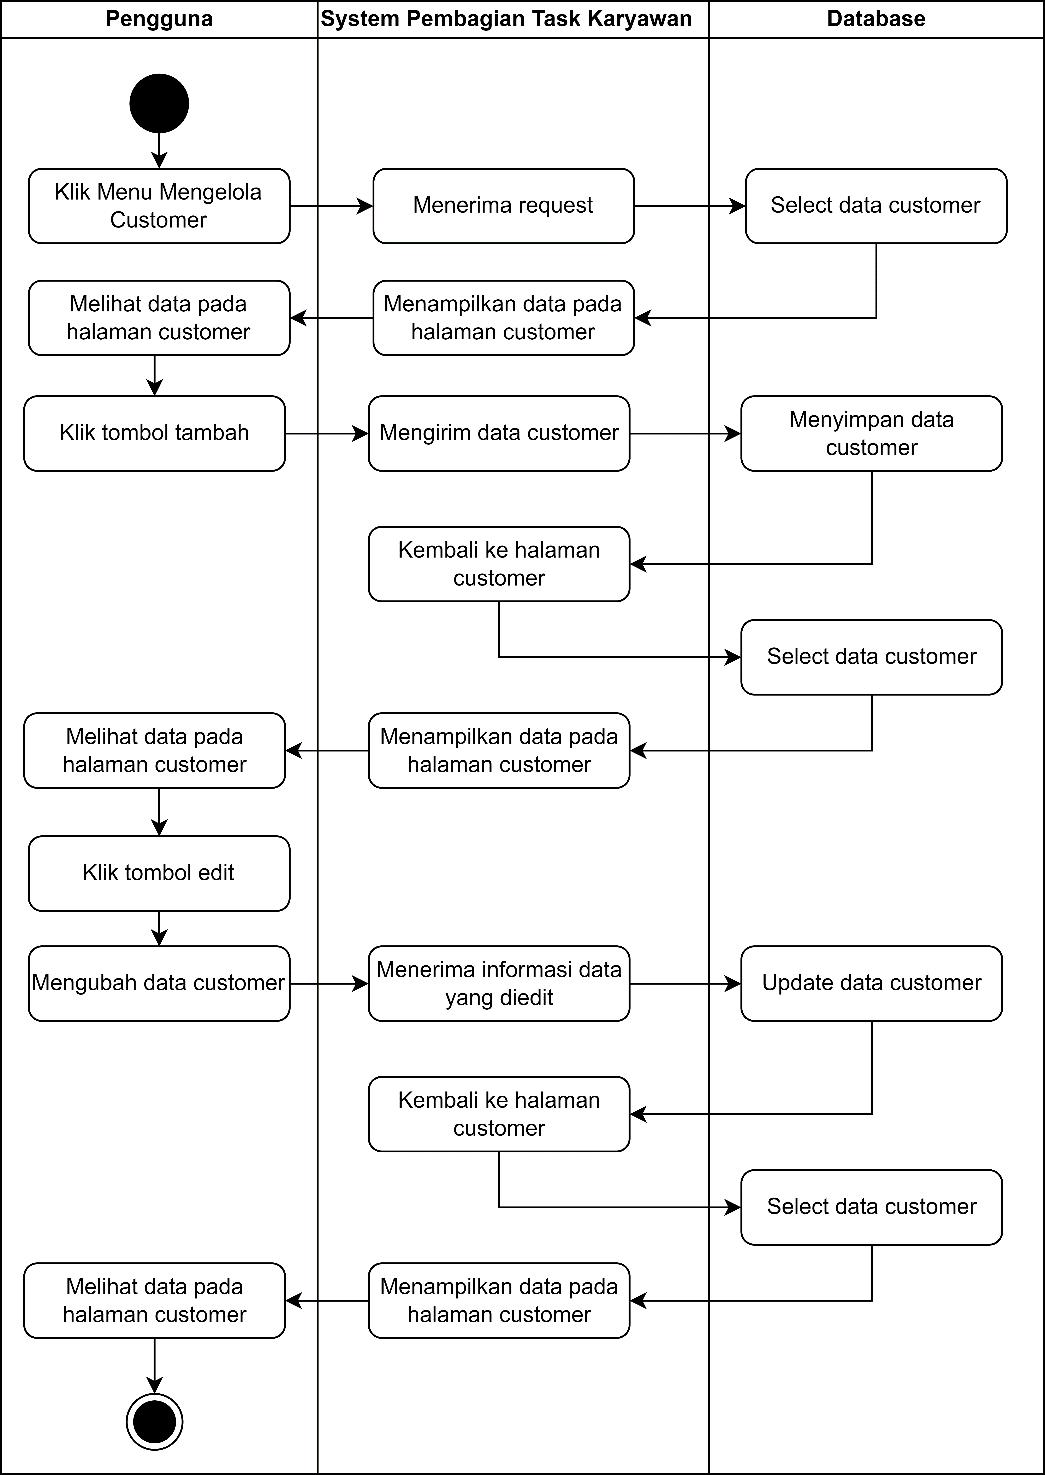 Pengguna
System Pembagian Task Karyawan
Database
Klik Menu Mengelola
Customer
Menerima request
Select data customer
Melihat data pada
halaman customer
Menampilkan data pada
halaman customer
Klik tombol tambah
Mengirim data customer
Menyimpan data
customer
Kembali ke halaman
customer
Select data customer
Melihat data pada
halaman customer
Menampilkan data pada
halaman customer
Klik tombol edit
Mengubah data customer
Menerima informasi data
yang diedit
Update data customer
Kembali ke halaman
customer
Select data customer
Melihat data pada
halaman customer
Menampilkan data pada
halaman customer